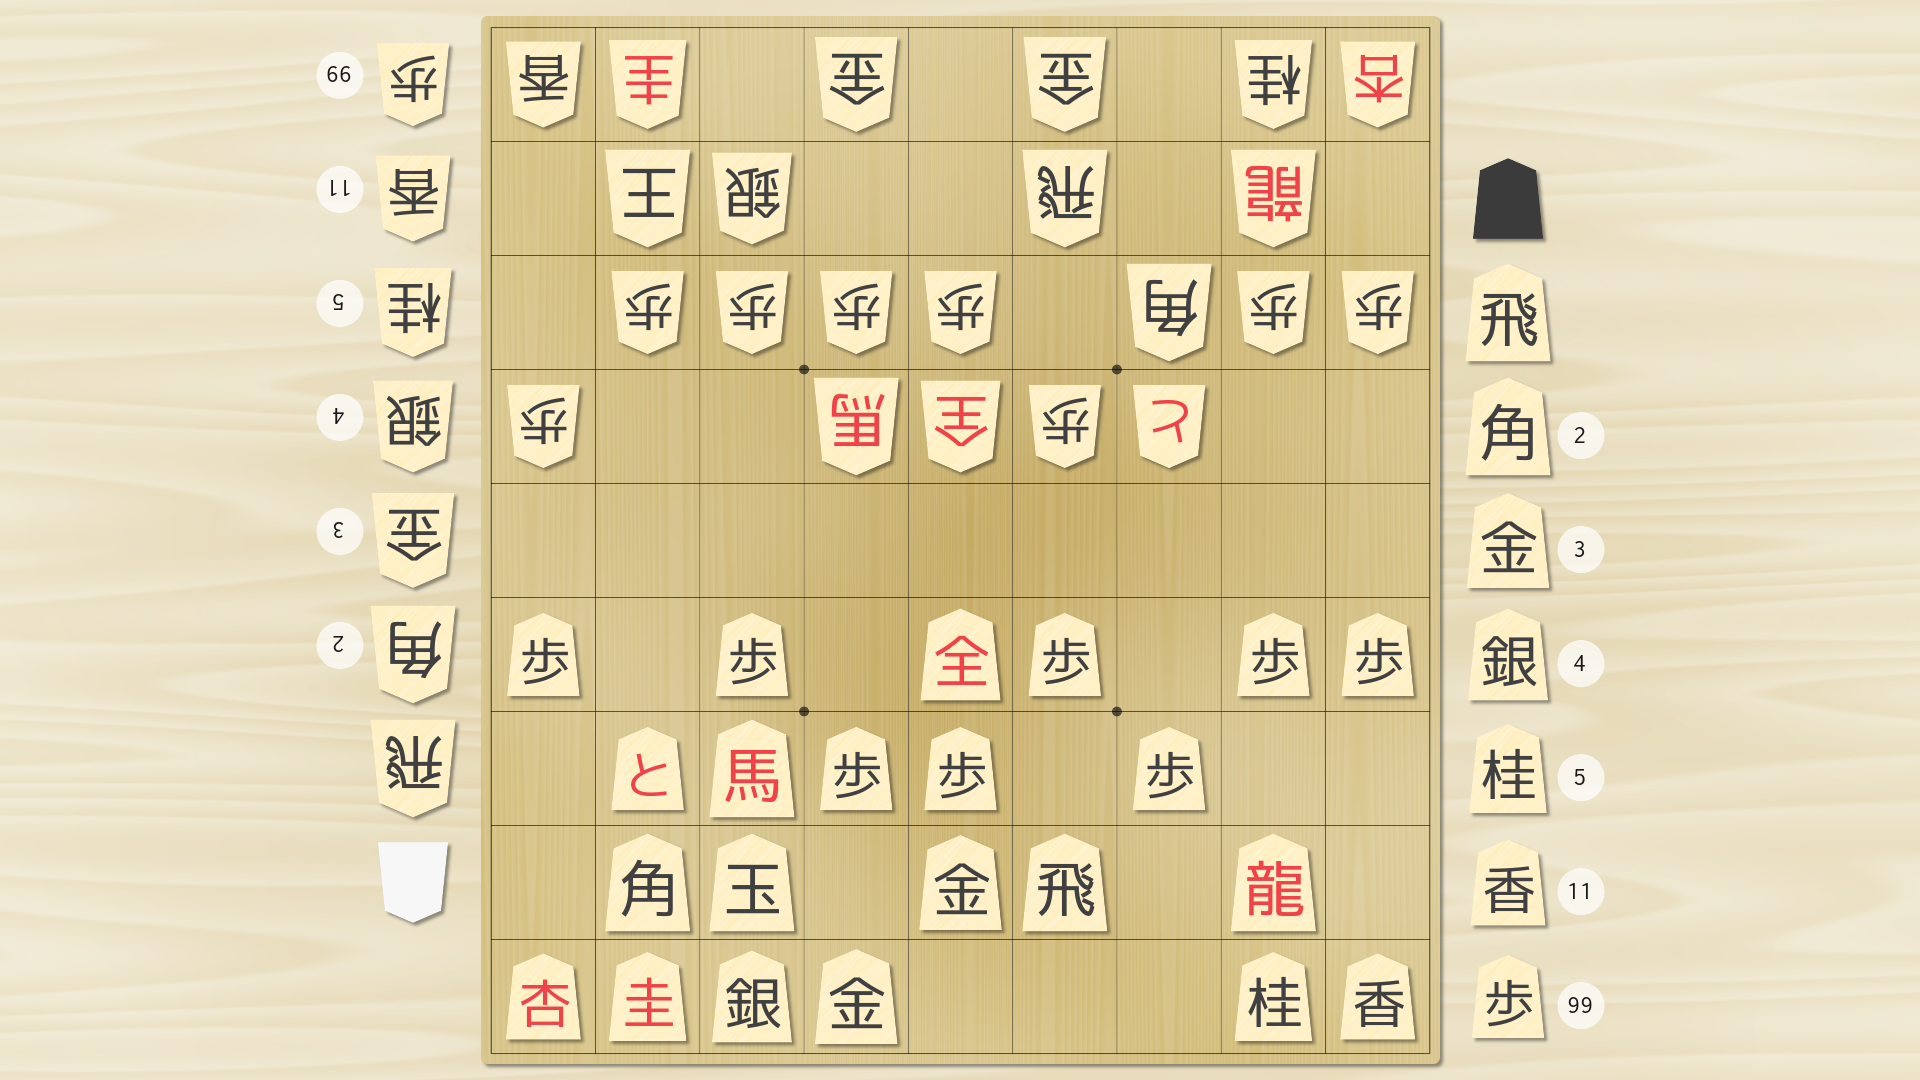 99 歩 香 圭 金 金 桂 杏
11 香 王 銀 飛 龍
5 桂 歩 歩 歩 歩 角 歩 歩 飛
4 銀 歩 馬 全 歩 と 角 2
3 金 金 3
2 角 歩 歩 全 歩 歩 歩 銀 4
飛 と 馬 歩 歩 歩 桂 5
角 玉 金 飛 龍 香 11
杏 圭 銀 金 桂 香 歩 99